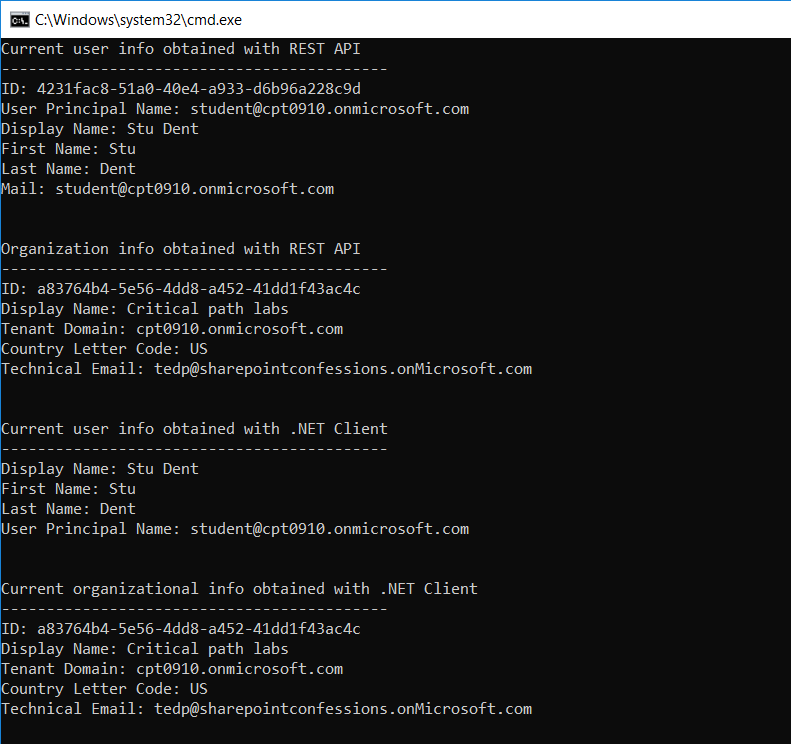 C:\Windows\system32\cmd.exe
Current user info obtained with REST API
-------------------------------------------
ID: 4231fac8-51a0-40e4-a933-d6b96a228c9d
User Principal Name: student@cpt0910.onmicrosoft.com
Display Name: Stu Dent
First Name: Stu
Last Name: Dent
Mail: student@cpt0910.onmicrosoft.com
Organization info obtained with REST API
-------------------------------------------
ID: a83764b4-5e56-4dd8-a452-41dd1f43ac4c
Display Name: Critical path labs
Tenant Domain: cpt0910.onmicrosoft.com
Country Letter Code: US
Technical Email: tedp@sharepointconfessions.onMicrosoft.com
Current user info obtained with .NET Client
-------------------------------------------
Display Name: Stu Dent
First Name: Stu
Last Name: Dent
User Principal Name: student@cpt0910.onmicrosoft.com
Current organizational info obtained with .NET Client
-------------------------------------------
ID: a83764b4-5e56-4dd8-a452-41dd1f43ac4c
Display Name: Critical path labs
Tenant Domain: cpt0910.onmicrosoft.com
Country Letter Code: US
Technical Email: tedp@sharepointconfessions.onMicrosoft.com